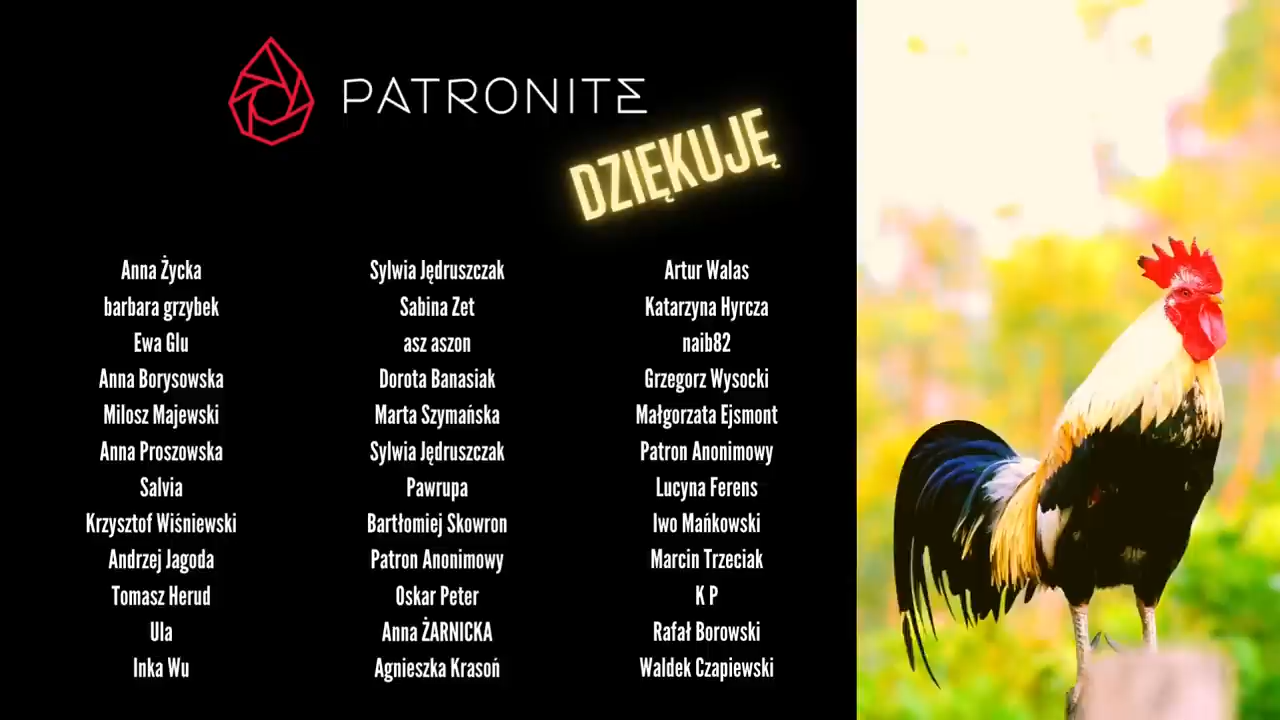 PATRONITE
DZIĘKUJĘ
Anna Życka
barbara grzybek
Ewa Glu
Anna Borysowska
Milosz Majewski
Anna Proszowska
Salvia
Krzysztof Wiśniewski
Andrzej Jagoda
Tomasz Herud
Ula
Inka Wu
Sylwia Jędruszczak
Sabina Zet
asz aszon
Dorota Banasiak
Marta Szymańska
Sylwia Jędruszczak
Pawrupa
Bartłomiej Skowron
Patron Anonimowy
Oskar Peter
Anna ŻARNICKA
Agnieszka Krasoń
Artur Walas
Katarzyna Hyrcza
naib82
Grzegorz Wysocki
Małgorzata Ejsmont
Patron Anonimowy
Lucyna Ferens
Iwo Mańkowski
Marcin Trzeciak
K P
Rafał Borowski
Waldek Czapiewski